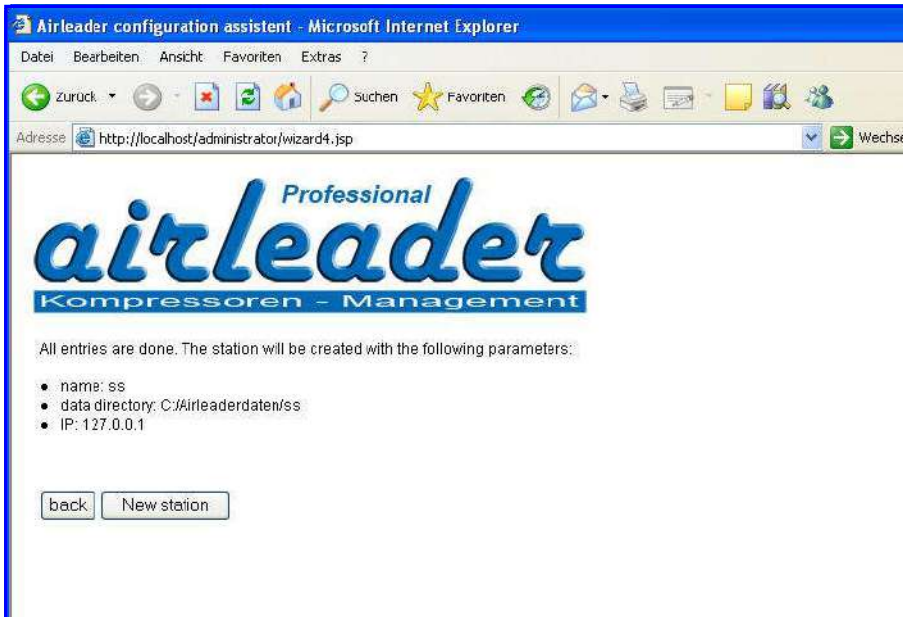 Airleader configuration assistent - Microsoft Internet Explorer
Datei Bearbeiten Ansicht Favoriten Extras ?
Zurück Suchen Favoriten
Adresse http://localhost/administrator/wizard4.jsp Wechse
Professional
airleader
Kompressoren - Management
All entries are done. The station will be created with the following parameters:
• name: ss
• data directory: C:/Airleaderdaten/ss
• IP: 127.0.0.1
back New station